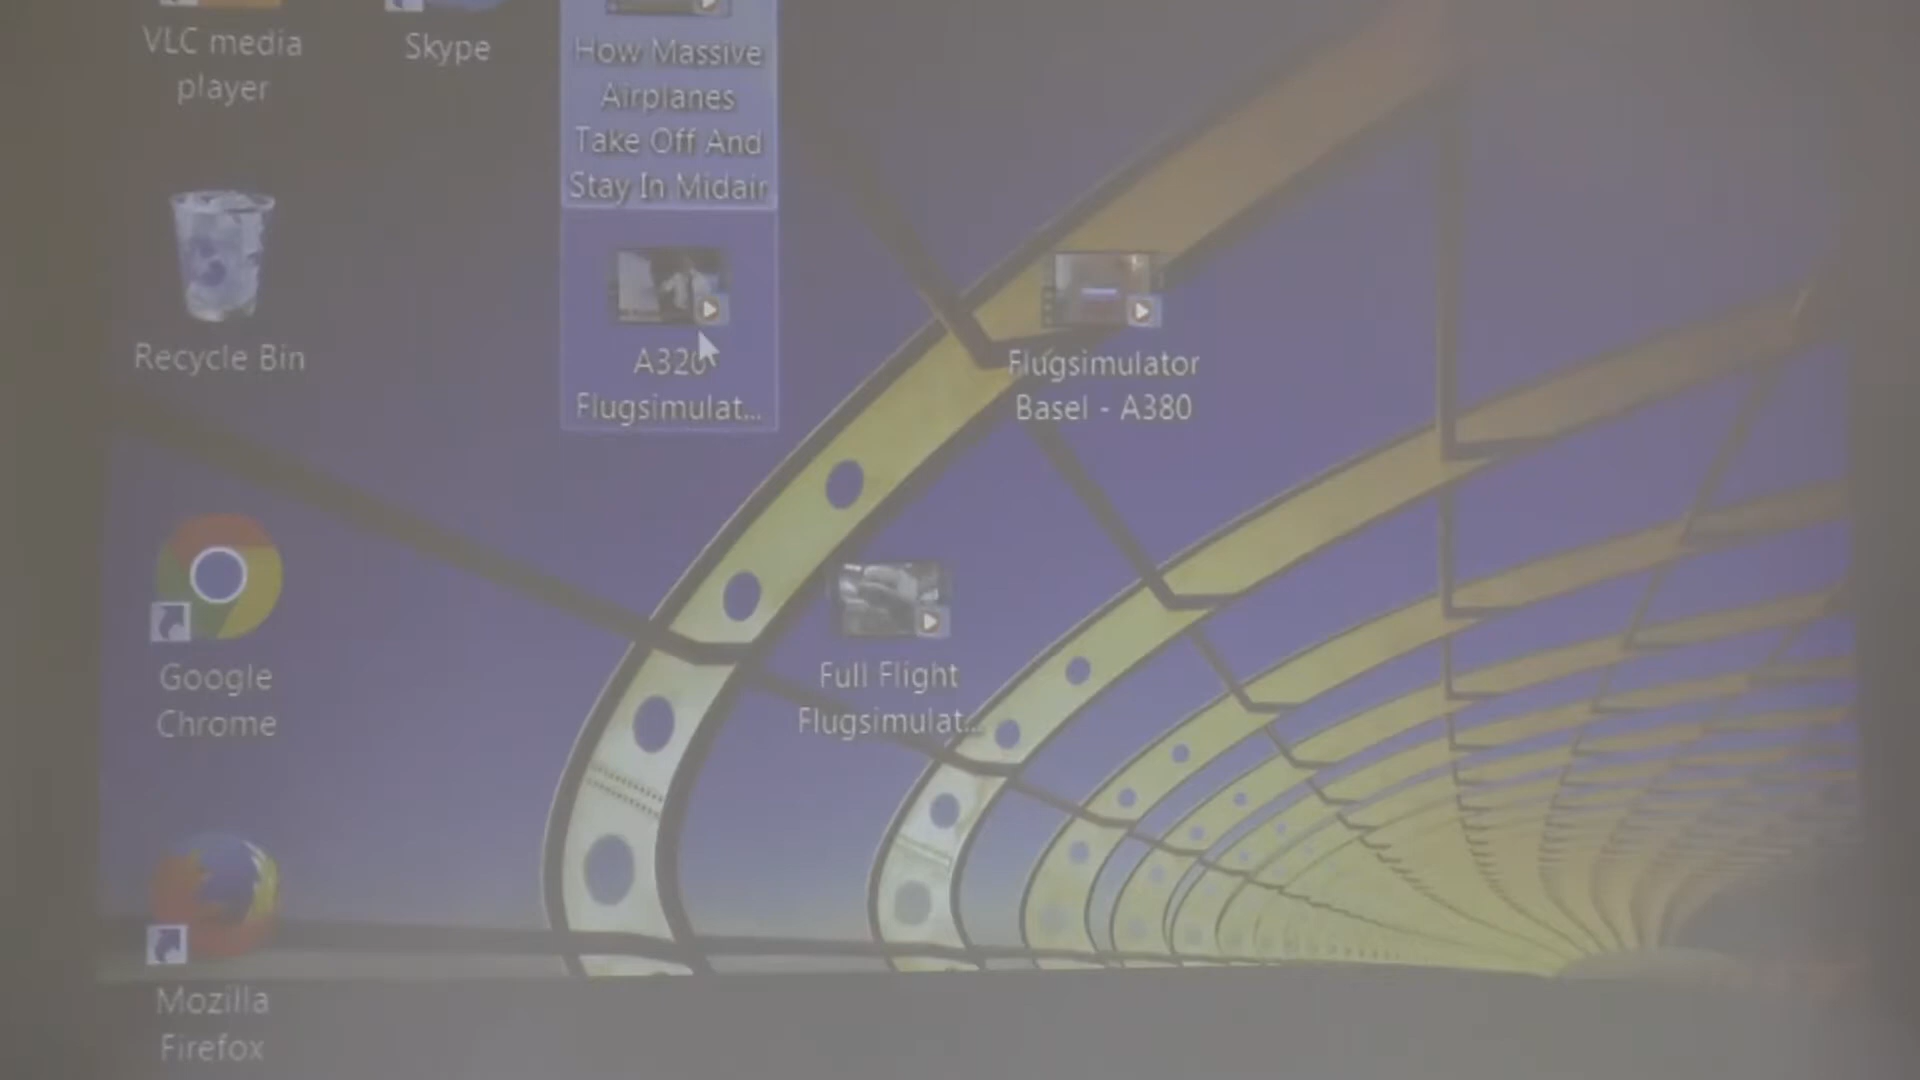 VLC media
player
Skype
How Massive
Airplanes
Take Off And
Stay In Midair
Recycle Bin
A320
Flugsimulat...
Flugsimulator
Basel - A380
Google
Chrome
Full Flight
Flugsimulat...
Mozilla
Firefox